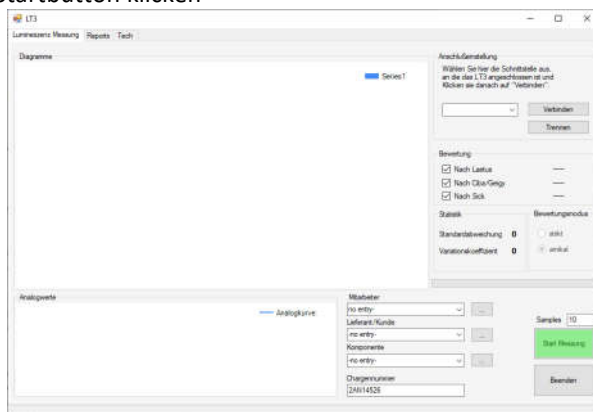 Startbutton klicken
LT3
Lumineszenz Messung Reports Tech
Diagramme
Series1
Anschlußeinstellung
Wählen Sie hier die Schnittstelle aus,
an die das LT3 angeschlossen ist und
Klicken sie danach auf "Verbinden".
Verbinden
Trennen
Bewertung
Nach Laetus
Nach Ciba/Geigy
Nach Sick
Statistik
Bewertungsmodus
Standardabweichung 0
strikt
Variationskoeffizient 0
Analogwerte
Analogkurve
Mitarbeiter
-no entry-
...
Lieferant/Kunde
-no entry-
...
Komponente
-no entry-
...
Chargennummer
2AN14526
Samples 10
Start Messung
Beenden